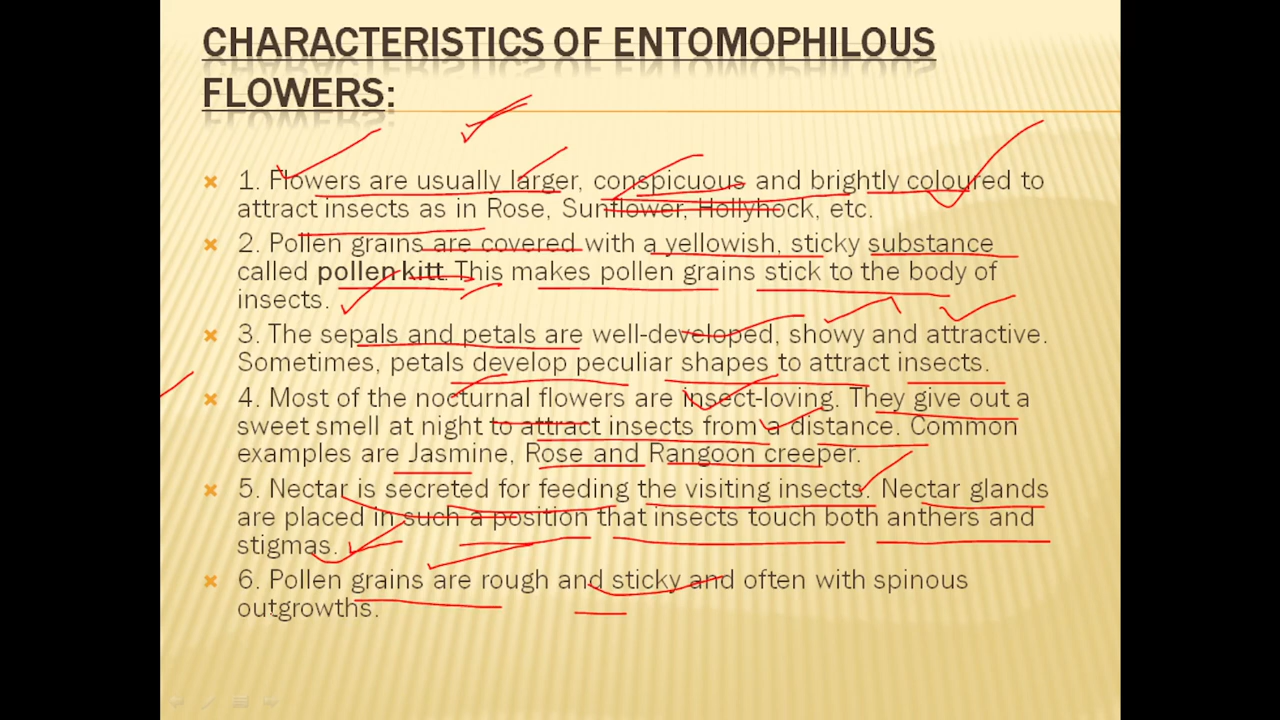 CHARACTERISTICS OF ENTOMOPHILOUS
FLOWERS:
1. Flowers are usually larger, conspicuous and brightly coloured to
attract insects as in Rose, Sunflower, Hollyhock, etc.
2. Pollen grains are covered with a yellowish, sticky substance
called pollen kitt. This makes pollen grains stick to the body of
insects.
3. The sepals and petals are well-developed, showy and attractive.
Sometimes, petals develop peculiar shapes to attract insects.
4. Most of the nocturnal flowers are insect-loving. They give out a
sweet smell at night to attract insects from a distance. Common
examples are Jasmine, Rose and Rangoon creeper.
5. Nectar is secreted for feeding the visiting insects. Nectar glands
are placed in such a position that insects touch both anthers and
stigmas.
6. Pollen grains are rough and sticky and often with spinous
outgrowths.